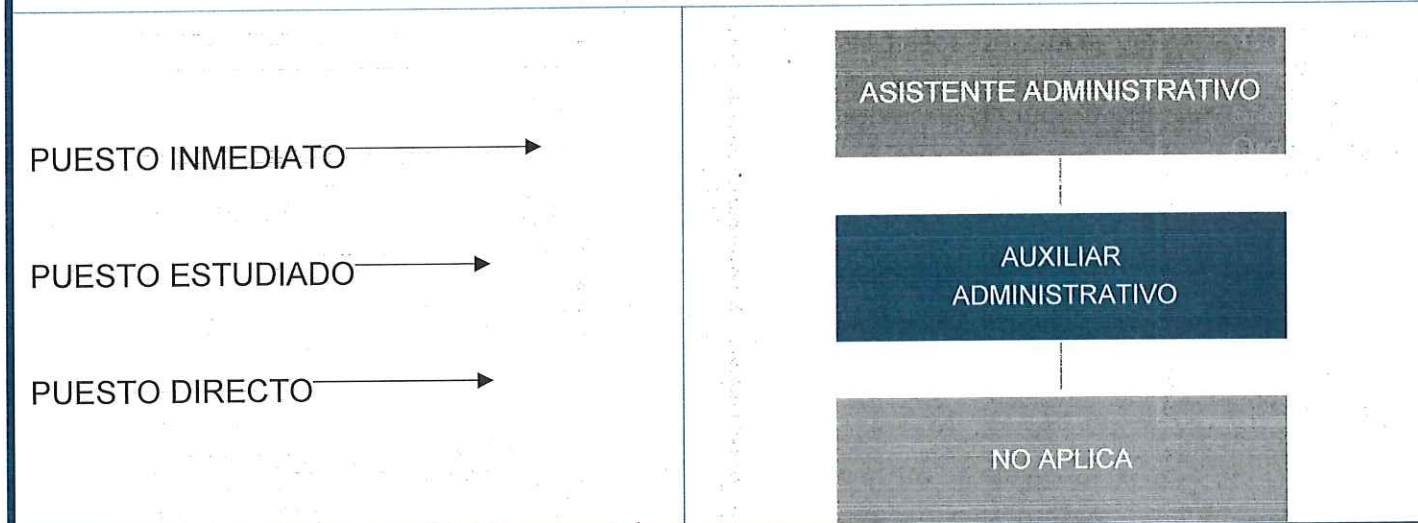 PUESTO INMEDIATO
PUESTO ESTUDIADO
PUESTO DIRECTO
ASISTENTE ADMINISTRATIVO
AUXILIAR
ADMINISTRATIVO
NO APLICA